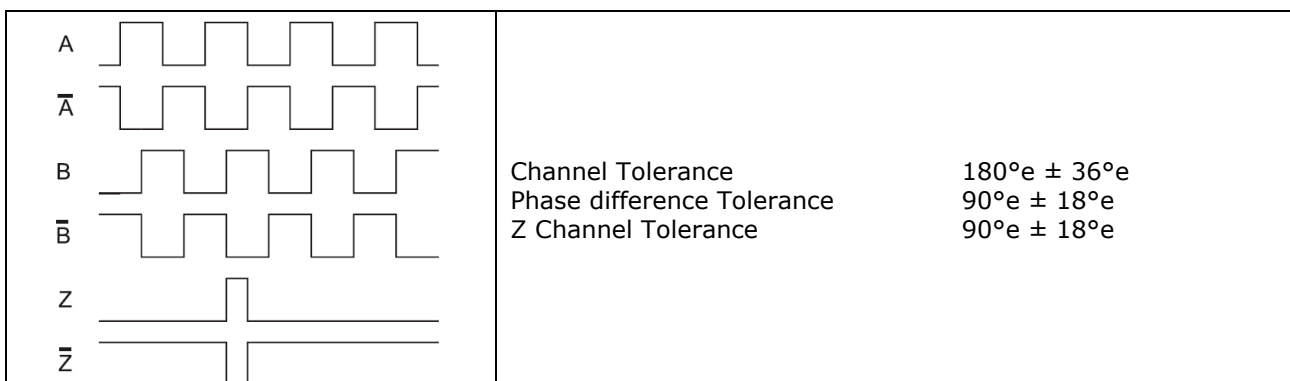 A
A̅
B
B̅
Z
Z̅
Channel Tolerance 180°e ± 36°e
Phase difference Tolerance 90°e ± 18°e
Z Channel Tolerance 90°e ± 18°e